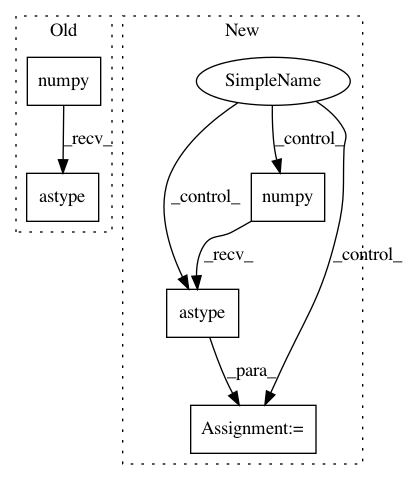 Old
New
numpy
SimpleName
_recv_
_control_
astype
_control_
numpy
_control_
_recv_
astype
_para_
Assignment:=